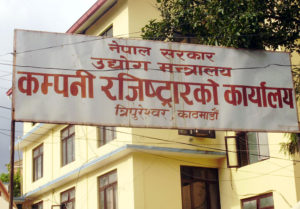 नेपाल सरकार
उद्योग मन्त्रालय
कम्पनी रजिष्ट्रारको कार्यालय
त्रिपुरेश्वर, काठमाडौं